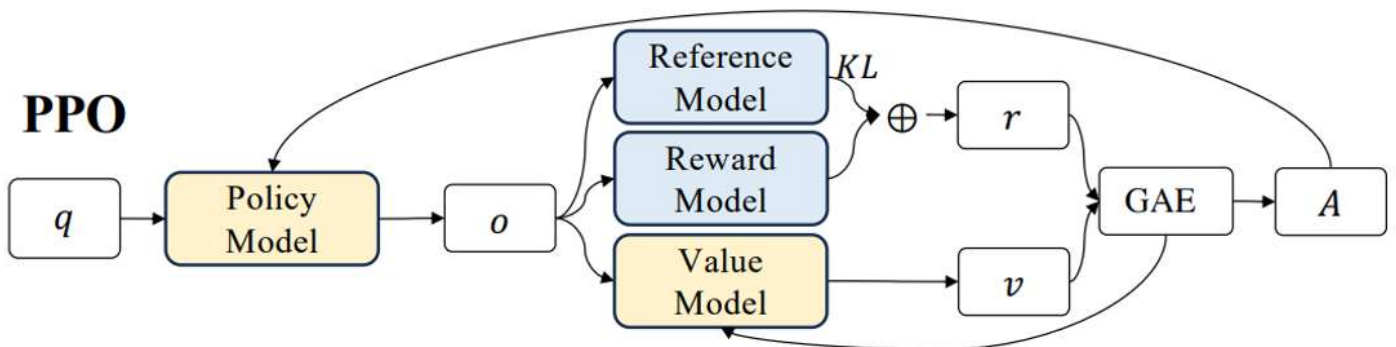 PPO
q
Policy
Model
o
Reference
Model
KL
Reward
Model
Value
Model
⊕
r
v
GAE
A